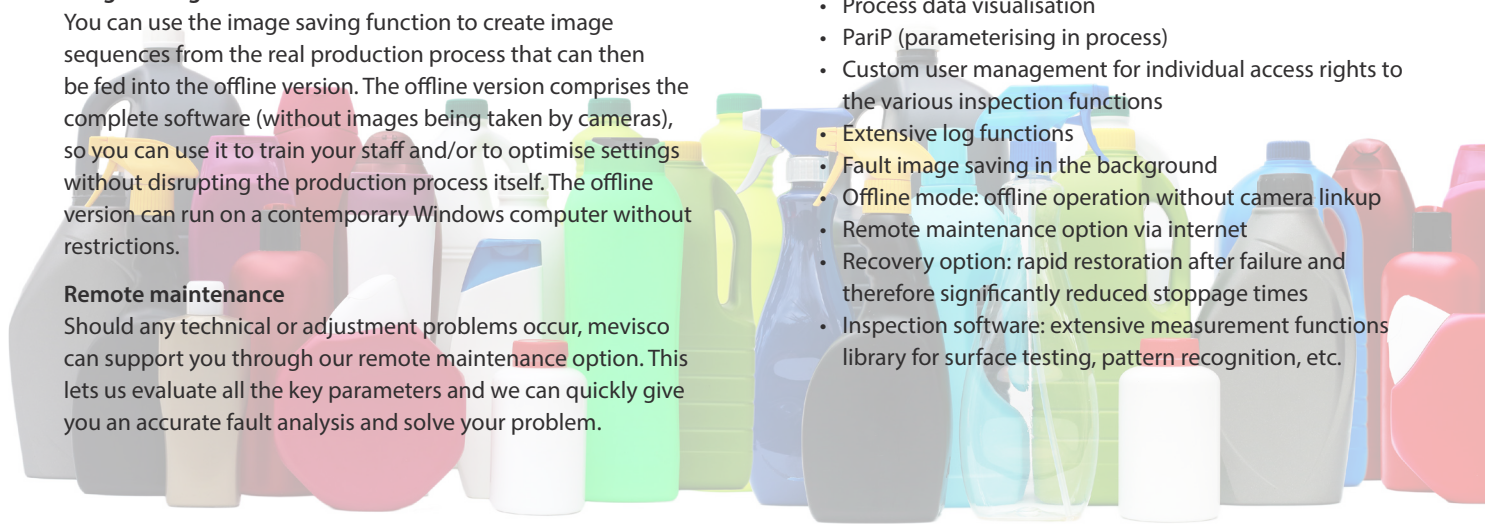 You can use the image saving function to create image
sequences from the real production process that can then
be fed into the offline version. The offline version comprises the
complete software (without images being taken by cameras),
so you can use it to train your staff and/or to optimise settings
without disrupting the production process itself. The offline
version can run on a contemporary Windows computer without
restrictions.
Remote maintenance
Should any technical or adjustment problems occur, mevisco
can support you through our remote maintenance option. This
lets us evaluate all the key parameters and we can quickly give
you an accurate fault analysis and solve your problem.
• Process data visualisation
• PariP (parameterising in process)
• Custom user management for individual access rights to
the various inspection functions
• Extensive log functions
• Fault image saving in the background
• Offline mode: offline operation without camera linkup
• Remote maintenance option via internet
• Recovery option: rapid restoration after failure and
therefore significantly reduced stoppage times
• Inspection software: extensive measurement functions
library for surface testing, pattern recognition, etc.